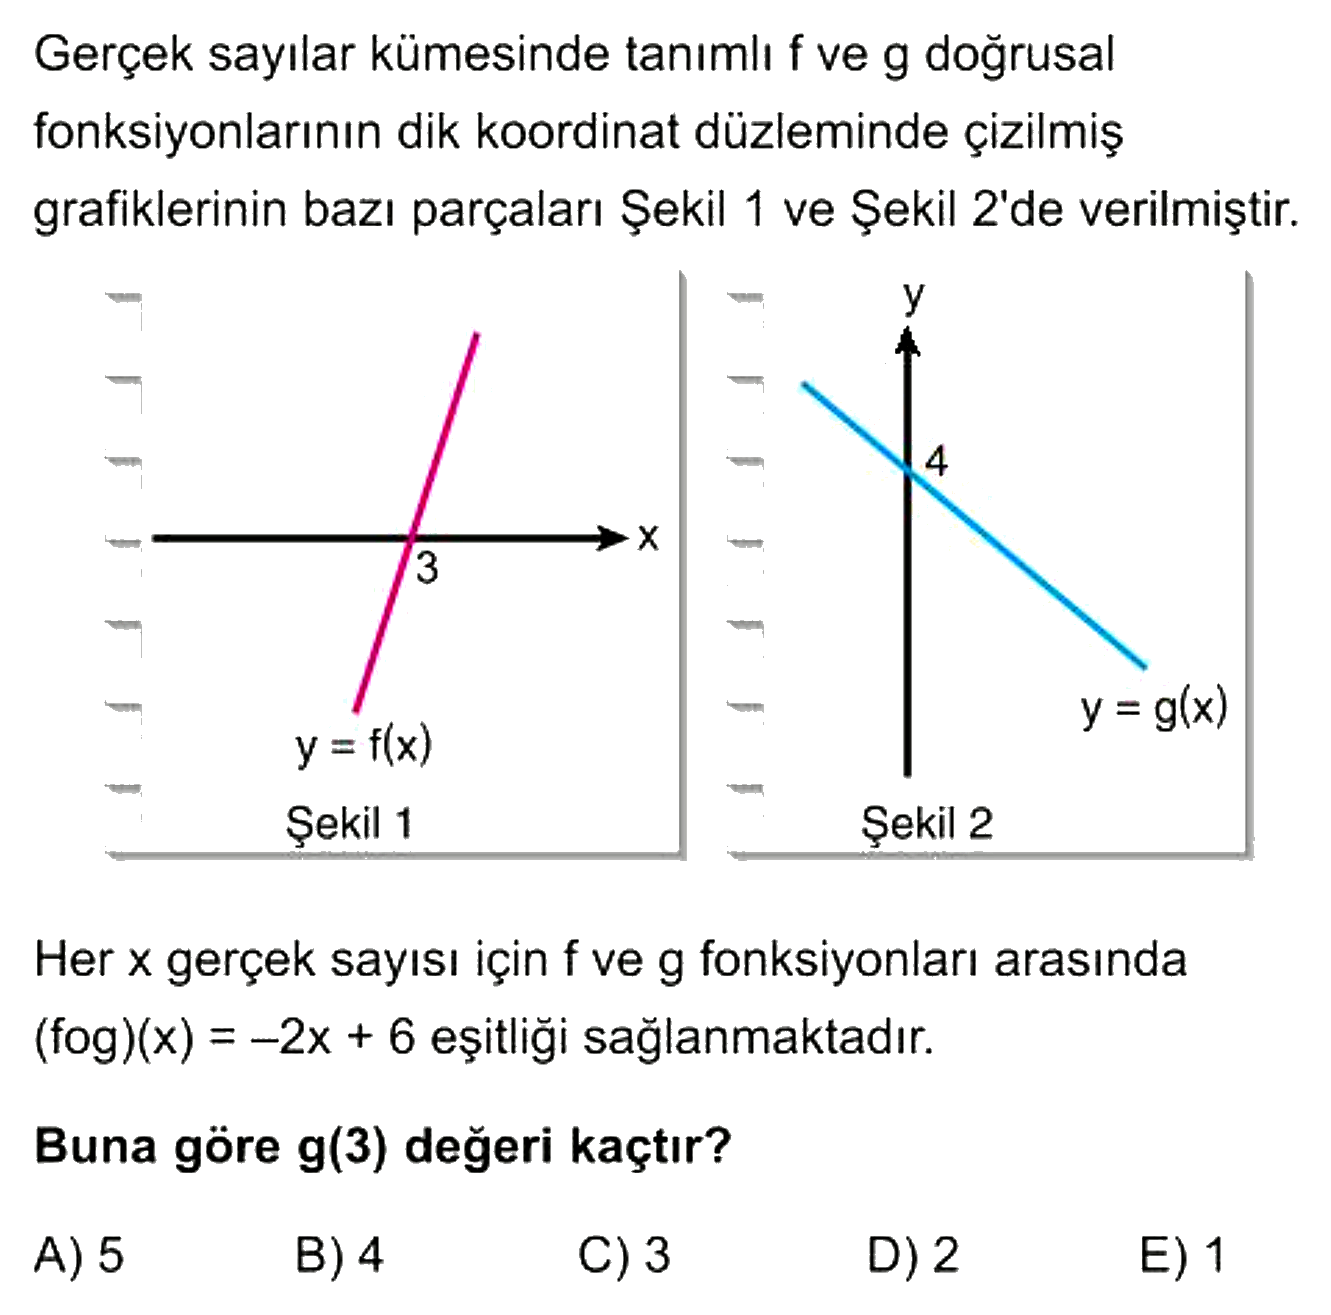 Gerçek sayılar kümesinde tanımlı f ve g doğrusal
fonksiyonlarının dik koordinat düzleminde çizilmiş
grafiklerinin bazı parçaları Şekil 1 ve Şekil 2'de verilmiştir.
x
3
y = f(x)
Şekil 1
y
4
y = g(x)
Şekil 2
Her x gerçek sayısı için f ve g fonksiyonları arasında
(fog)(x) = –2x + 6 eşitliği sağlanmaktadır.
Buna göre g(3) değeri kaçtır?
A) 5 B) 4 C) 3 D) 2 E) 1